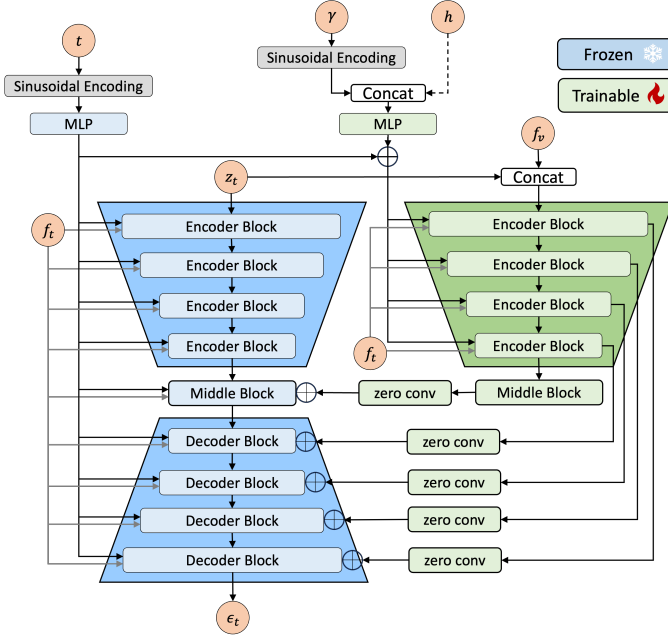 γ
h
t
Sinusoidal Encoding
Frozen
Sinusoidal Encoding
Concat
Trainable
MLP
MLP
f_v
z_t
Concat
f_t
Encoder Block
Encoder Block
Encoder Block
Encoder Block
Encoder Block
Encoder Block
Encoder Block
Encoder Block
f_t
Middle Block
zero conv
Middle Block
Decoder Block
zero conv
Decoder Block
zero conv
Decoder Block
zero conv
Decoder Block
zero conv
ϵ_t